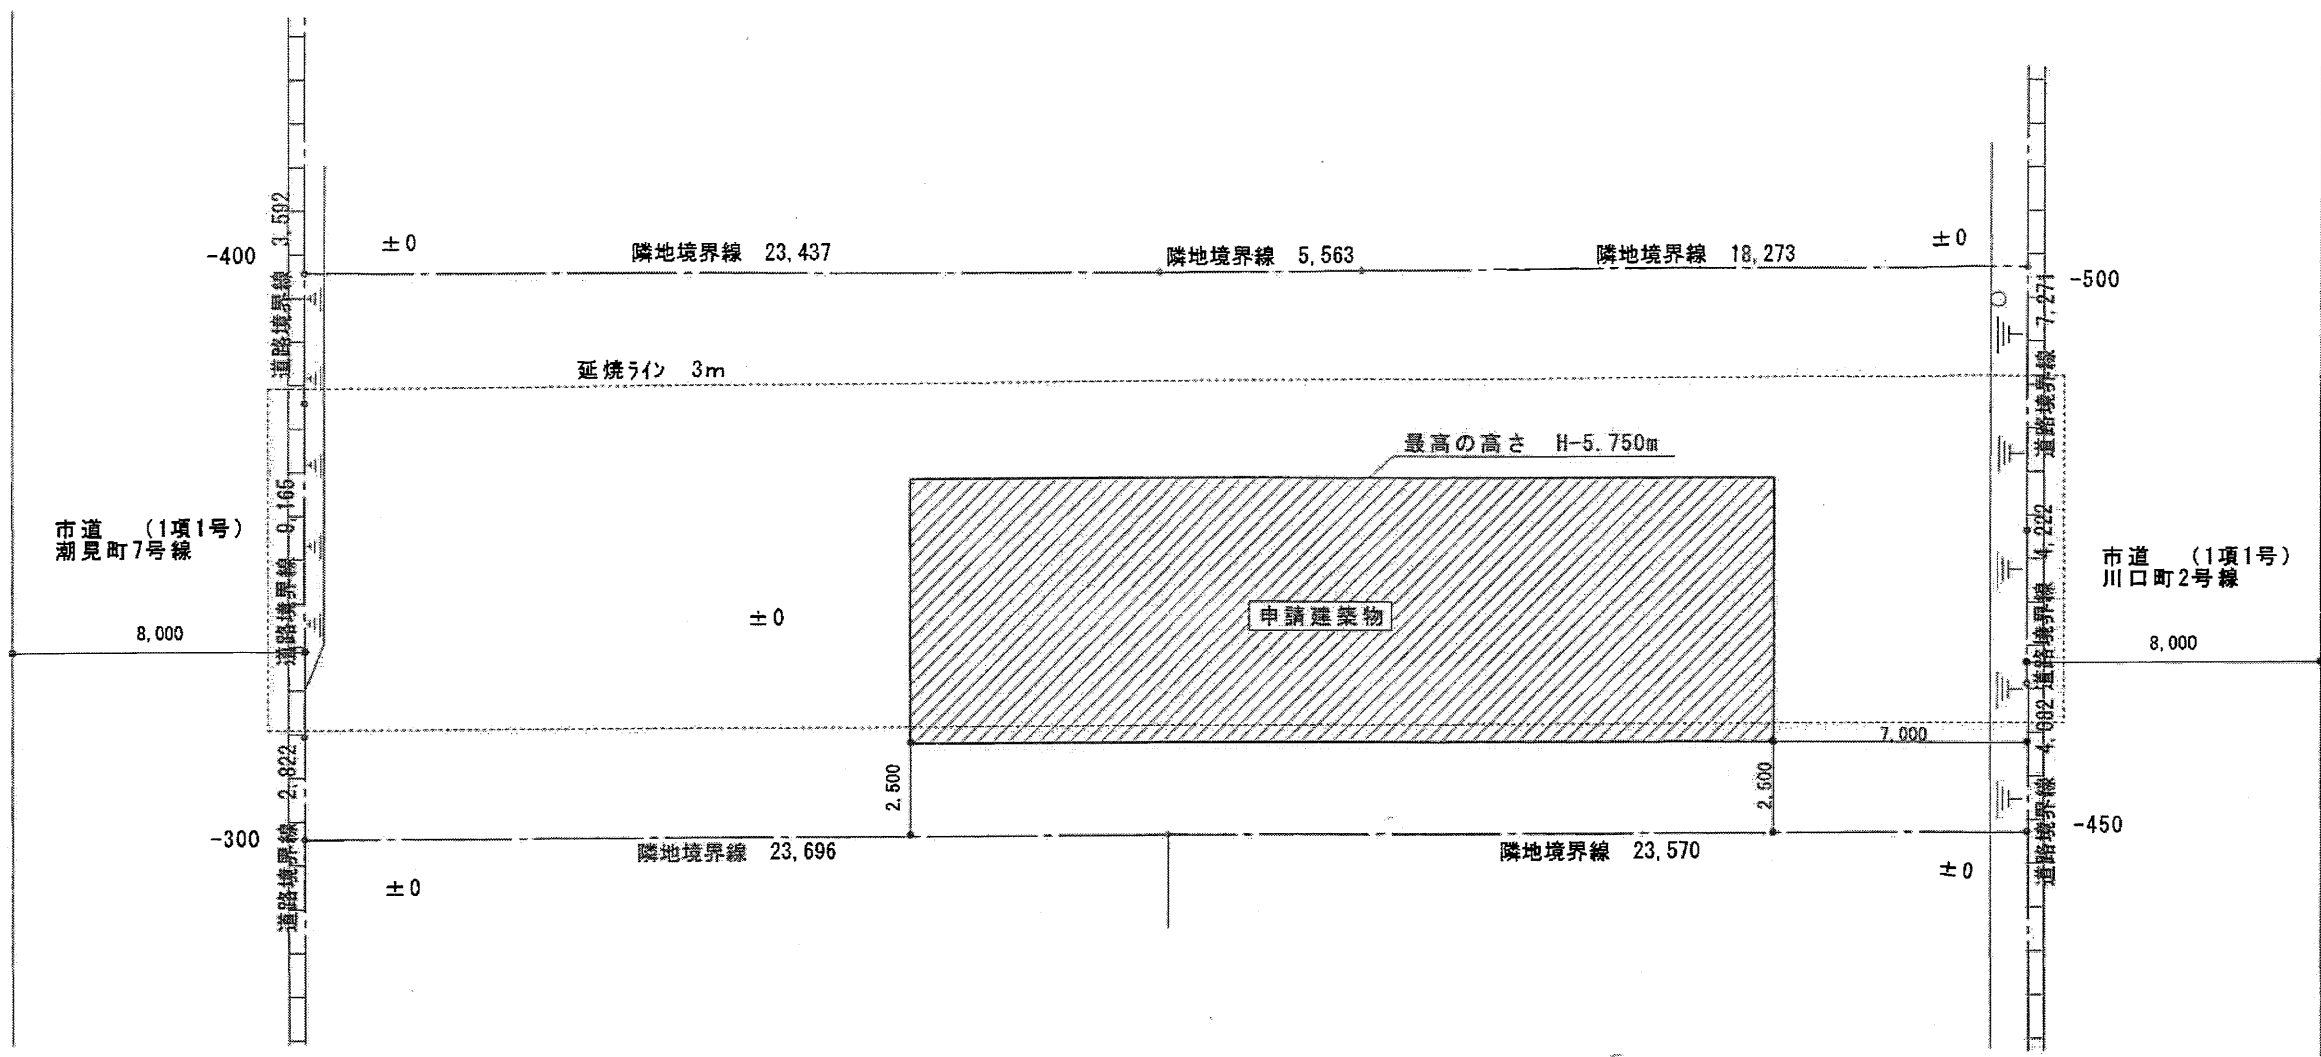 道路境界線 3,592
-400
±0
隣地境界線 23,437
隣地境界線 5,563
隣地境界線 18,273
±0
-500
道路境界線 7,271
延焼ライン 3m
最高の高さ H-5.750m
市道 (1項1号)
潮見町7号線
道路境界線 9,165
8,000
±0
申請建築物
道路境界線 4,222
市道 (1項1号)
川口町2号線
8,000
7,000
道路境界線 2,822
2,500
道路境界線
-300
隣地境界線 23,696
隣地境界線 23,570
-450
±0
±0